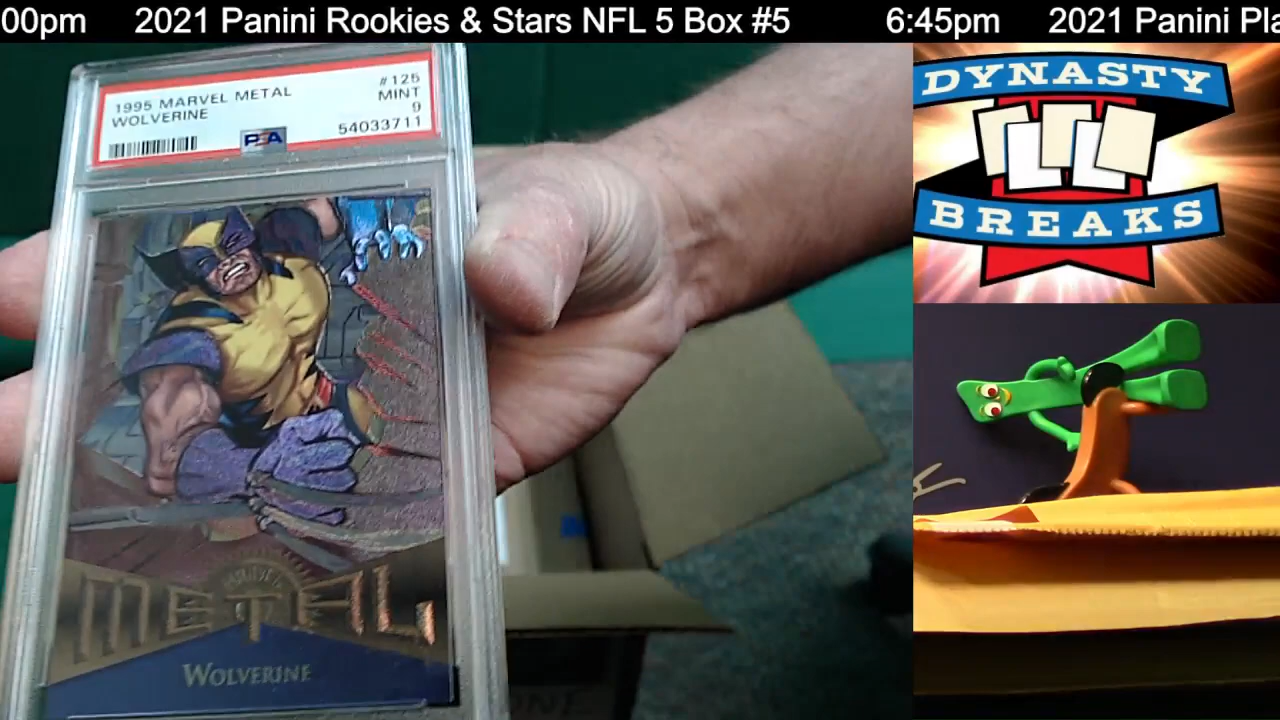 00pm 2021 Panini Rookies & Stars NFL 5 Box #5 6:45pm 2021 Panini Pla
1995 MARVEL METAL #125
WOLVERINE MINT
9
PSA 54033711
METAL
WOLVERINE
DYNASTY
BREAKS